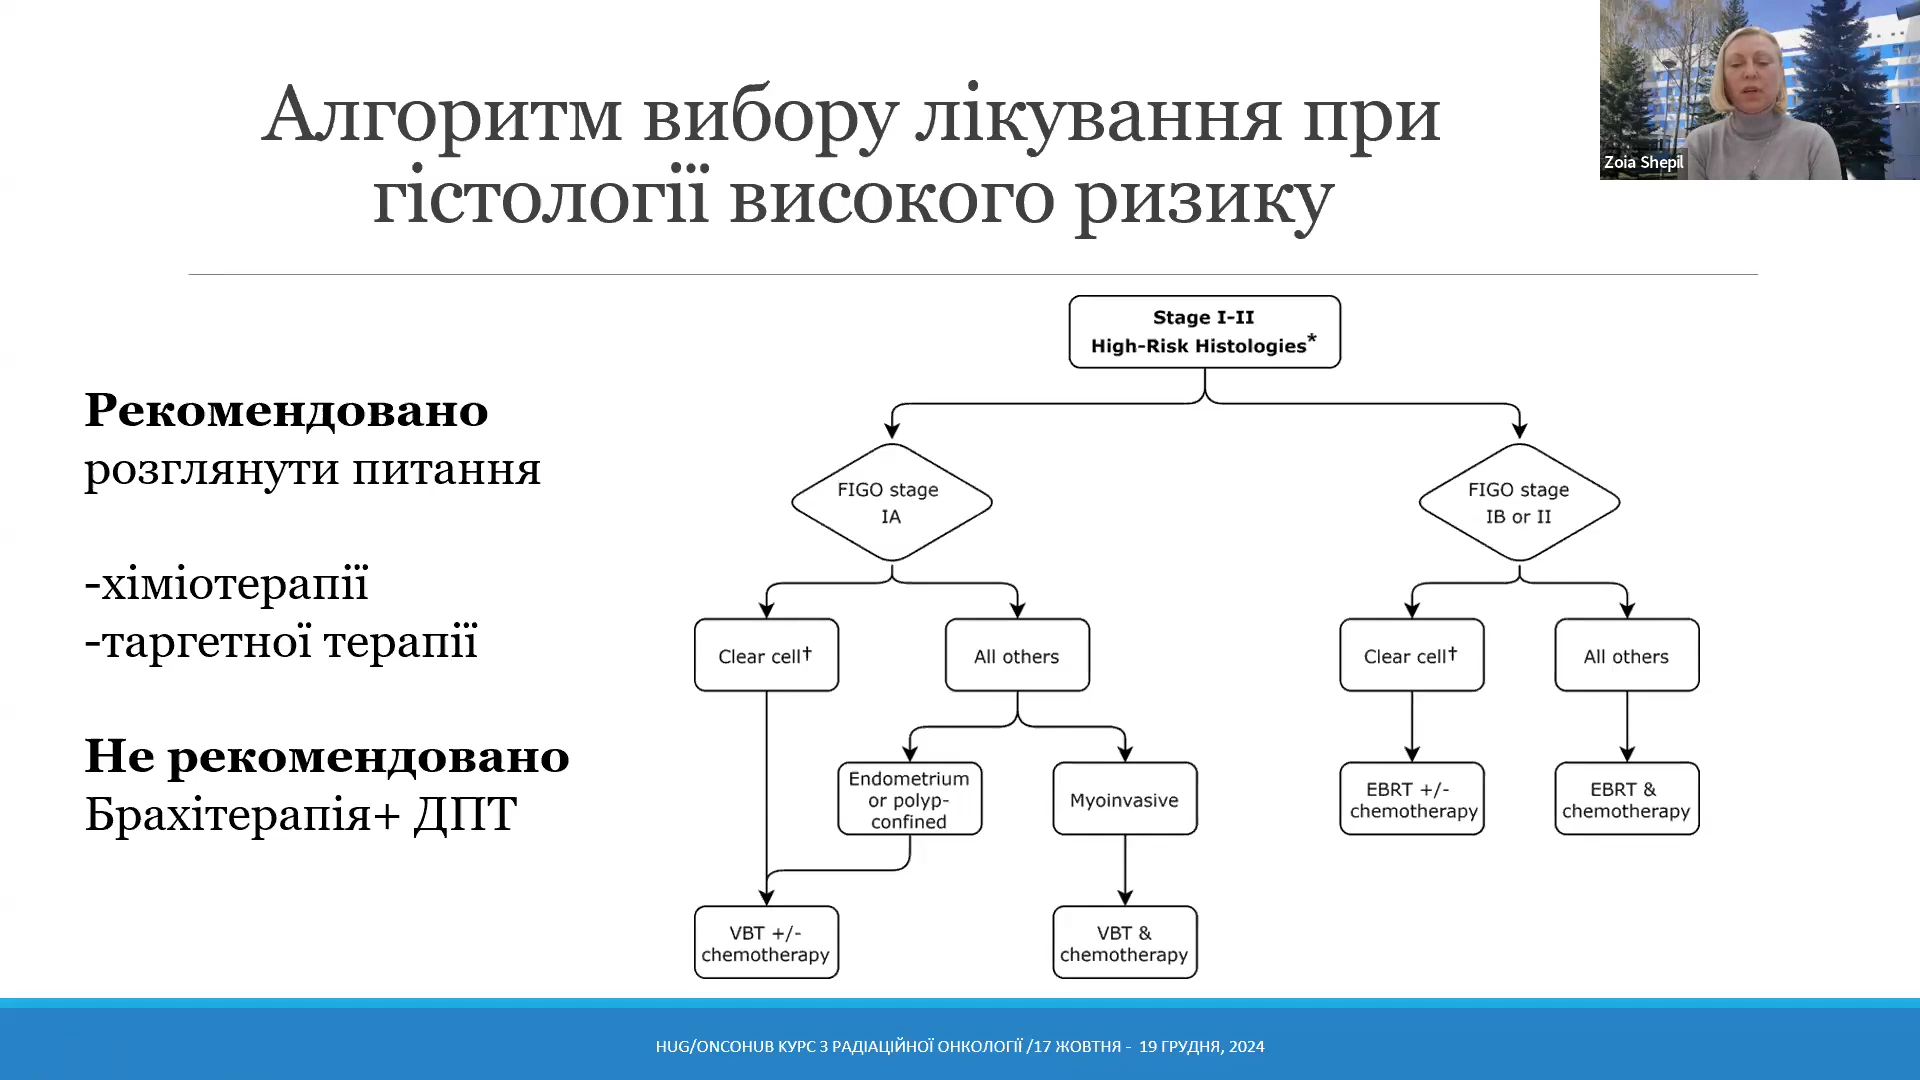 Алгоритм вибору лікування при
гістології високого ризику
Zoia Shepil
Рекомендовано
розглянути питання
-хіміотерапії
-таргетної терапії
Не рекомендовано
Брахітерапія+ ДПТ
Stage I-II
High-Risk Histologies*
FIGO stage
IA
FIGO stage
IB or II
Clear cell†
All others
Clear cell†
All others
Endometrium
or polyp-
confined
Myoinvasive
EBRT +/-
chemotherapy
EBRT &
chemotherapy
VBT +/-
chemotherapy
VBT &
chemotherapy
HUG/ONCOHUB КУРС З РАДІАЦІЙНОЇ ОНКОЛОГІЇ /17 ЖОВТНЯ - 19 ГРУДНЯ, 2024